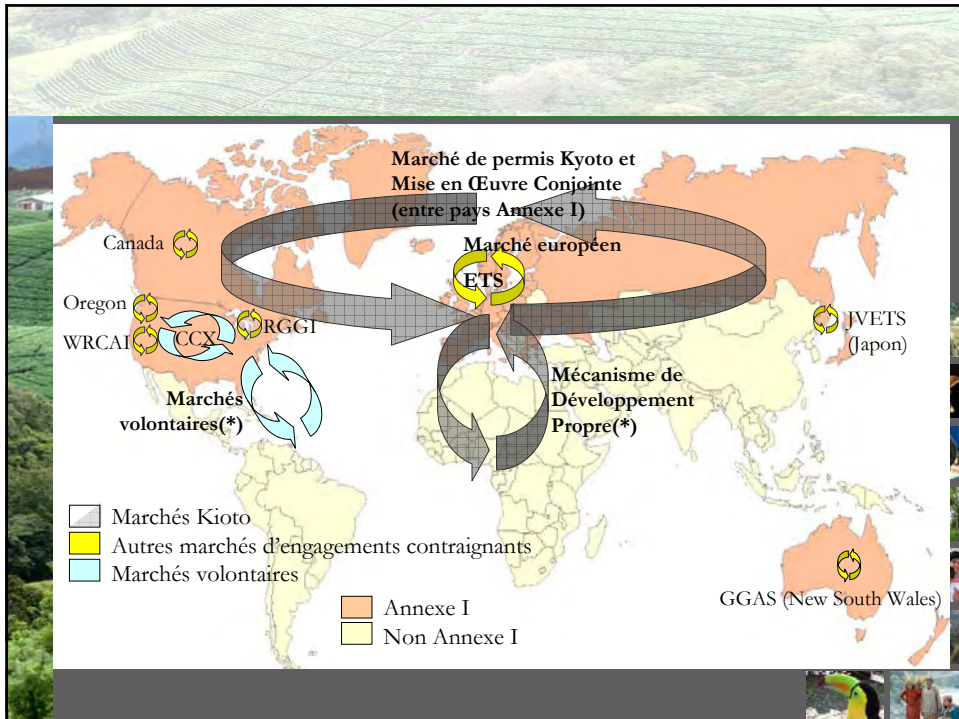 Marché de permis Kyoto et
Mise en Œuvre Conjointe
(entre pays Annexe I)
Marché européen
ETS
Canada
Oregon
WRCAI
CCX
RGGI
JVETS
(Japon)
Marchés
volontaires(*)
Mécanisme de
Développement
Propre(*)
Marchés Kioto
Autres marchés d'engagements contraignants
Marchés volontaires
GGAS (New South Wales)
Annexe I
Non Annexe I